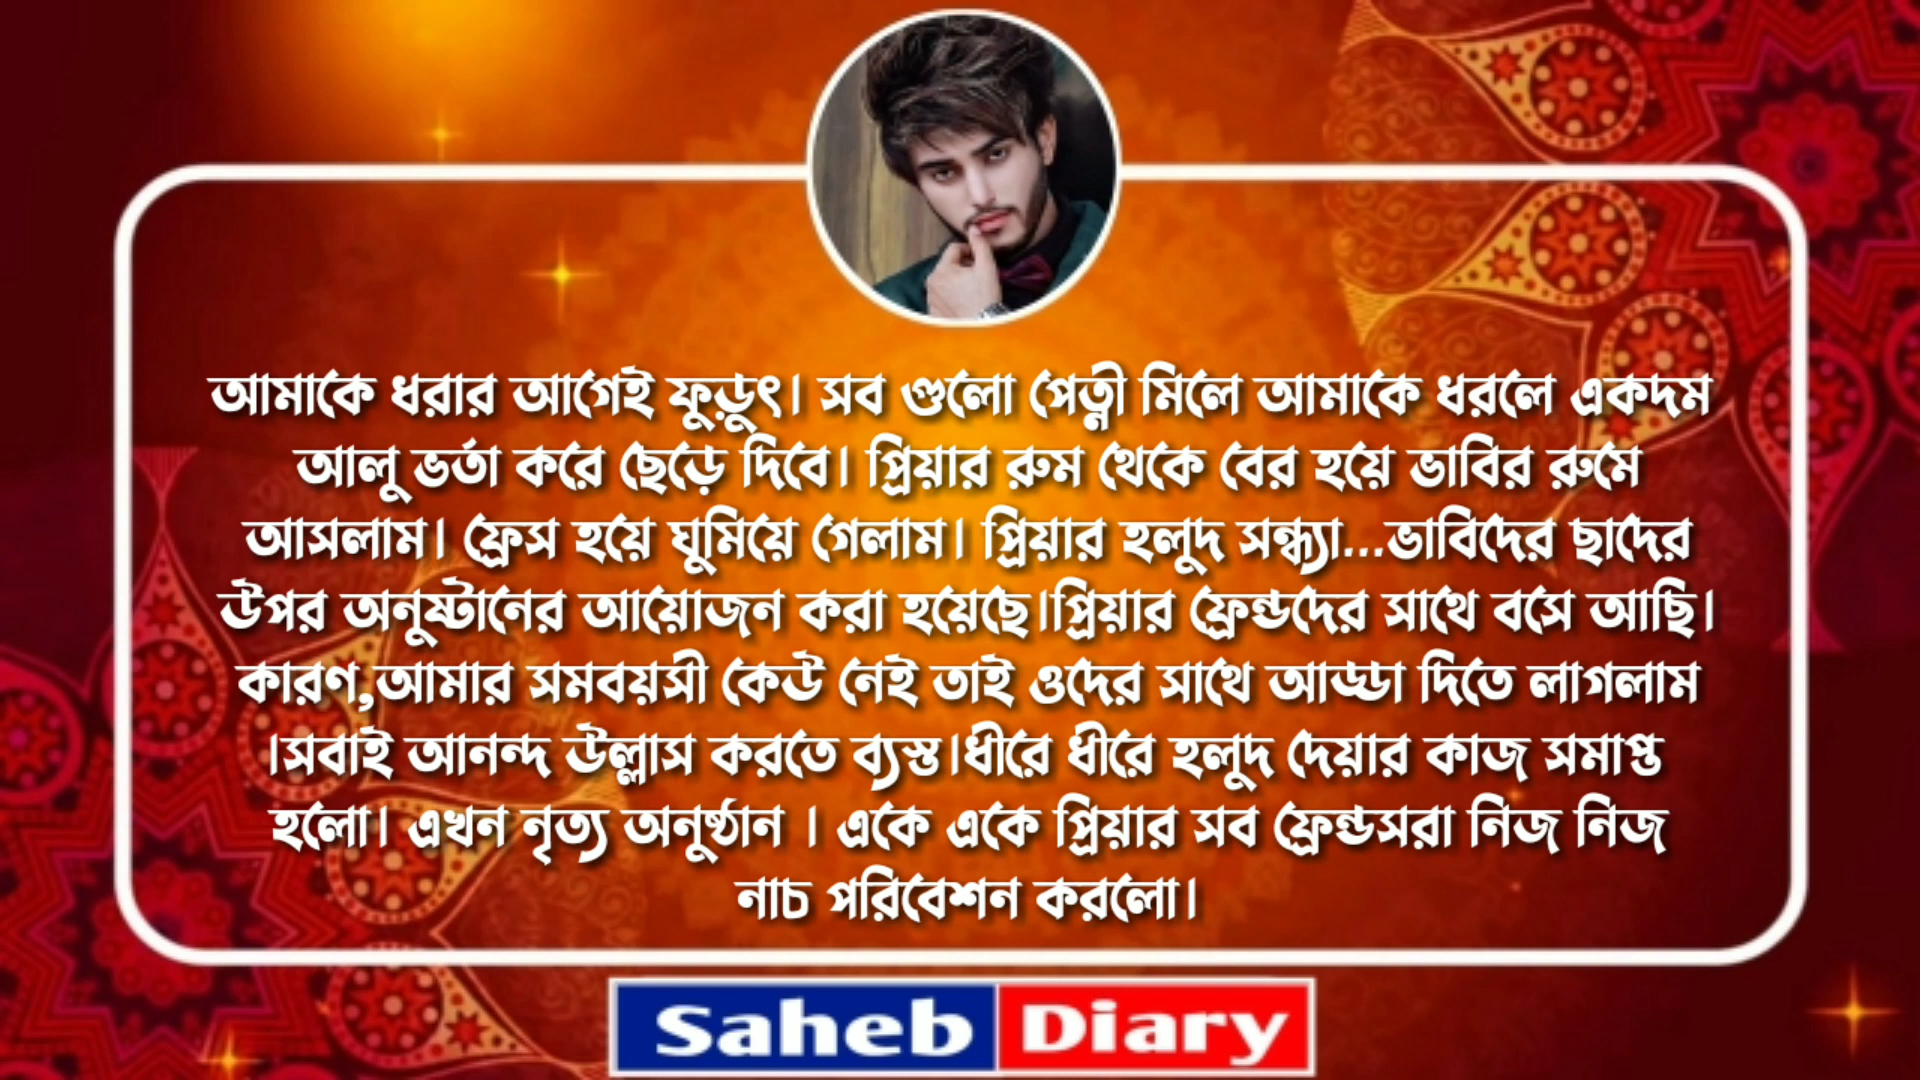 আমাকে ধরার আগেই ফুড়ুৎ। সব গুলো পেত্নী মিলে আমাকে ধরলে একদম
আলু ভর্তা করে ছেড়ে দিবে। প্রিয়ার রুম থেকে বের হয়ে ভাবির রুমে
আসলাম। ফ্রেস হয়ে ঘুমিয়ে গেলাম। প্রিয়ার হলুদ সন্ধ্যা...ভাবিদের ছাদের
উপর অনুষ্টানের আয়োজন করা হয়েছে।প্রিয়ার ফ্রেন্ডদের সাথে বসে আছি।
কারণ,আমার সমবয়সী কেউ নেই তাই ওদের সাথে আড্ডা দিতে লাগলাম
।সবাই আনন্দ উল্লাস করতে ব্যস্ত।ধীরে ধীরে হলুদ দেয়ার কাজ সমাপ্ত
হলো। এখন নৃত্য অনুষ্ঠান । একে একে প্রিয়ার সব ফ্রেন্ডসরা নিজ নিজ
নাচ পরিবেশন করলো।
Saheb Diary